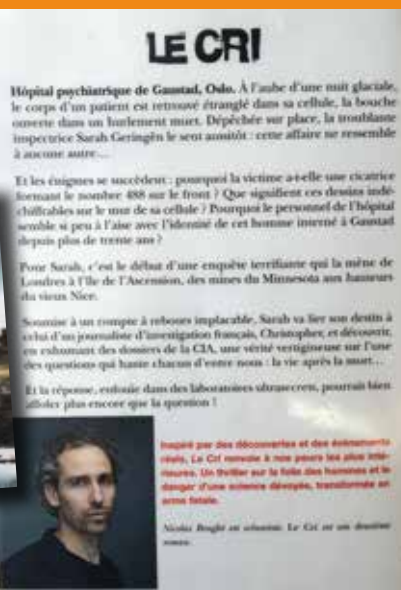 LE CRI
Hôpital psychiatrique de Gaustad, Oslo. À l'aube d'une nuit glaciale,
le corps d'un patient est retrouvé étranglé dans sa cellule, la bouche
ouverte dans un hurlement muet. Dépêchée sur place, la troublante
inspectrice Sarah Geringën le sent aussitôt : cette affaire ne ressemble
à aucune autre…
Et les énigmes se succèdent : pourquoi la victime a-t-elle une cicatrice
formant le nombre 488 sur le front ? Que signifient ces dessins indé-
chiffrables sur le mur de sa cellule ? Pourquoi le personnel de l'hôpital
semble si peu à l'aise avec l'identité de cet homme interné à Gaustad
depuis plus de trente ans ?
Pour Sarah, c'est le début d'une enquête terrifiante qui la mène de
Londres à l'île de l'Ascension, des mines du Minnesota aux hauteurs
du vieux Nice.
Soumise à un compte à rebours implacable, Sarah va lier son destin à
celui d'un journaliste d'investigation français, Christopher, et découvrir,
en exhumant des dossiers de la CIA, une vérité vertigineuse sur l'une
des questions qui hante chacun d'entre nous : la vie après la mort…
Et la réponse, enfouie dans des laboratoires ultrasecrets, pourrait bien
affoler plus encore que la question !
Inspiré par des découvertes et des événements
réels, Le Cri renvoie à nos peurs les plus inté-
rieures. Un thriller sur la folie des hommes et le
danger d'une science dévoyée, transformée en
arme fatale.
Nicolas Beuglet est scénariste. Le Cri est son deuxième
roman.